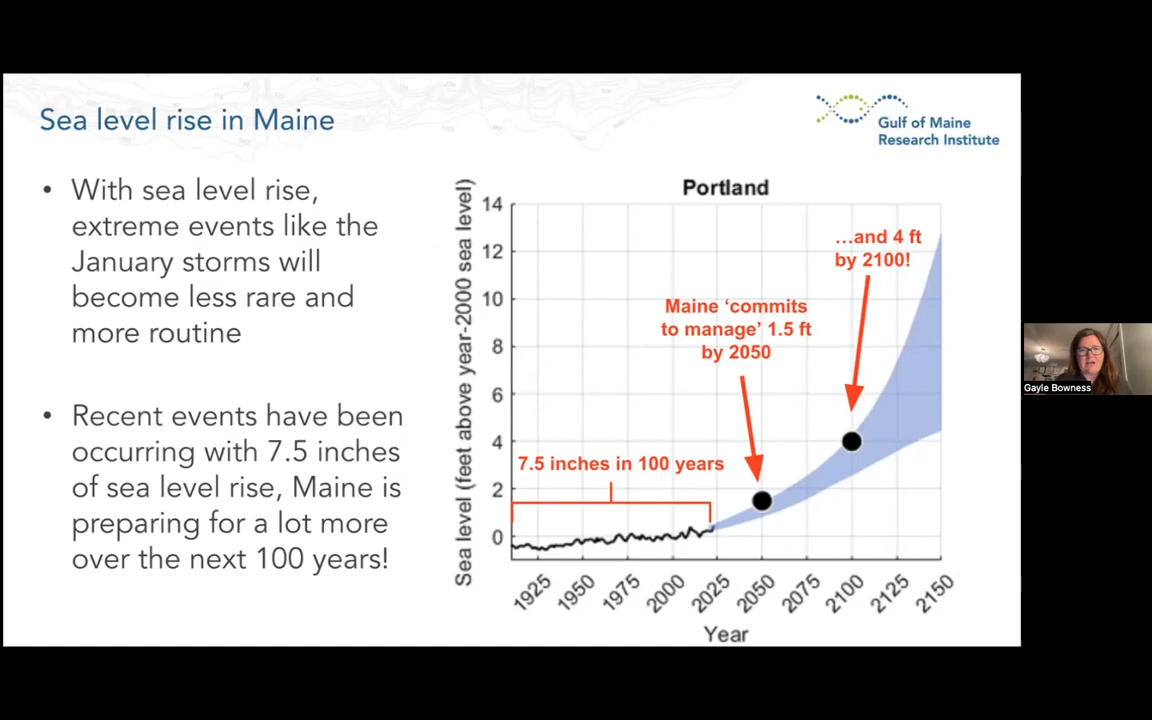 Sea level rise in Maine
Gulf of Maine
Research Institute
• With sea level rise,
extreme events like the
January storms will
become less rare and
more routine
• Recent events have been
occurring with 7.5 inches
of sea level rise, Maine is
preparing for a lot more
over the next 100 years!
Portland
Sea level (feet above year-2000 sea level)
14
12
10
8
6
4
2
0
…and 4 ft
by 2100!
Maine ‘commits
to manage’ 1.5 ft
by 2050
7.5 inches in 100 years
1925 1950 1975 2000 2025 2050 2075 2100 2125 2150
Year
Gayle Bowness